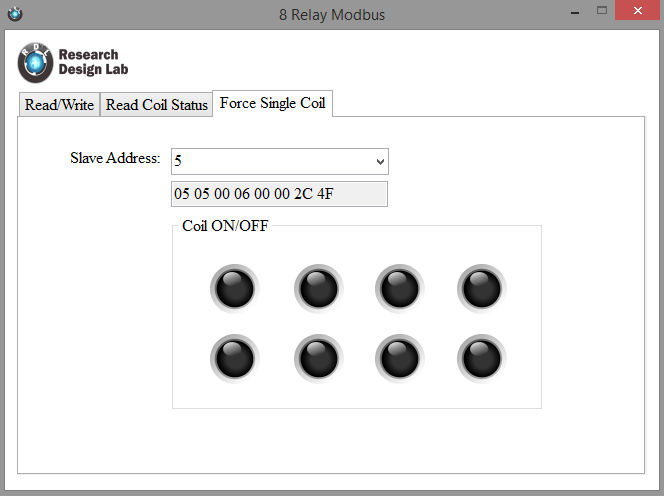 8 Relay Modbus
RDL
Research
Design Lab
Read/Write
Read Coil Status
Force Single Coil
Slave Address:
5
05 05 00 06 00 00 2C 4F
Coil ON/OFF